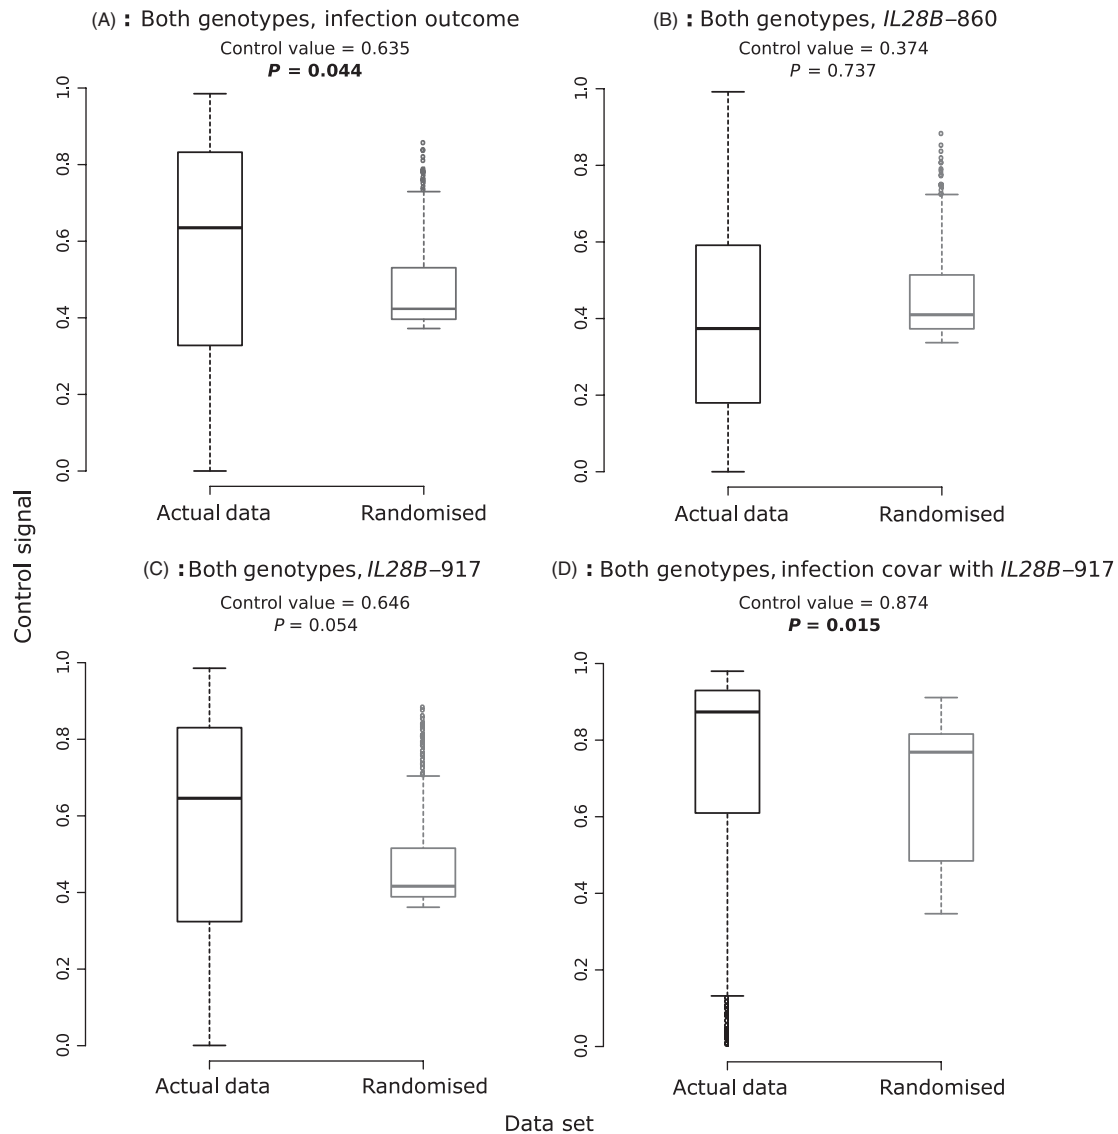 (A) : Both genotypes, infection outcome
Control value = 0.635
P = 0.044
1.0
0.8
0.6
0.4
0.2
0.0
Actual data
Randomised
(B) : Both genotypes, IL28B–860
Control value = 0.374
P = 0.737
1.0
0.8
0.6
0.4
0.2
0.0
Actual data
Randomised
Control signal
(C) : Both genotypes, IL28B–917
Control value = 0.646
P = 0.054
1.0
0.8
0.6
0.4
0.2
0.0
Actual data
Randomised
(D) : Both genotypes, infection covar with IL28B–917
Control value = 0.874
P = 0.015
1.0
0.8
0.6
0.4
0.2
0.0
Actual data
Randomised
Data set